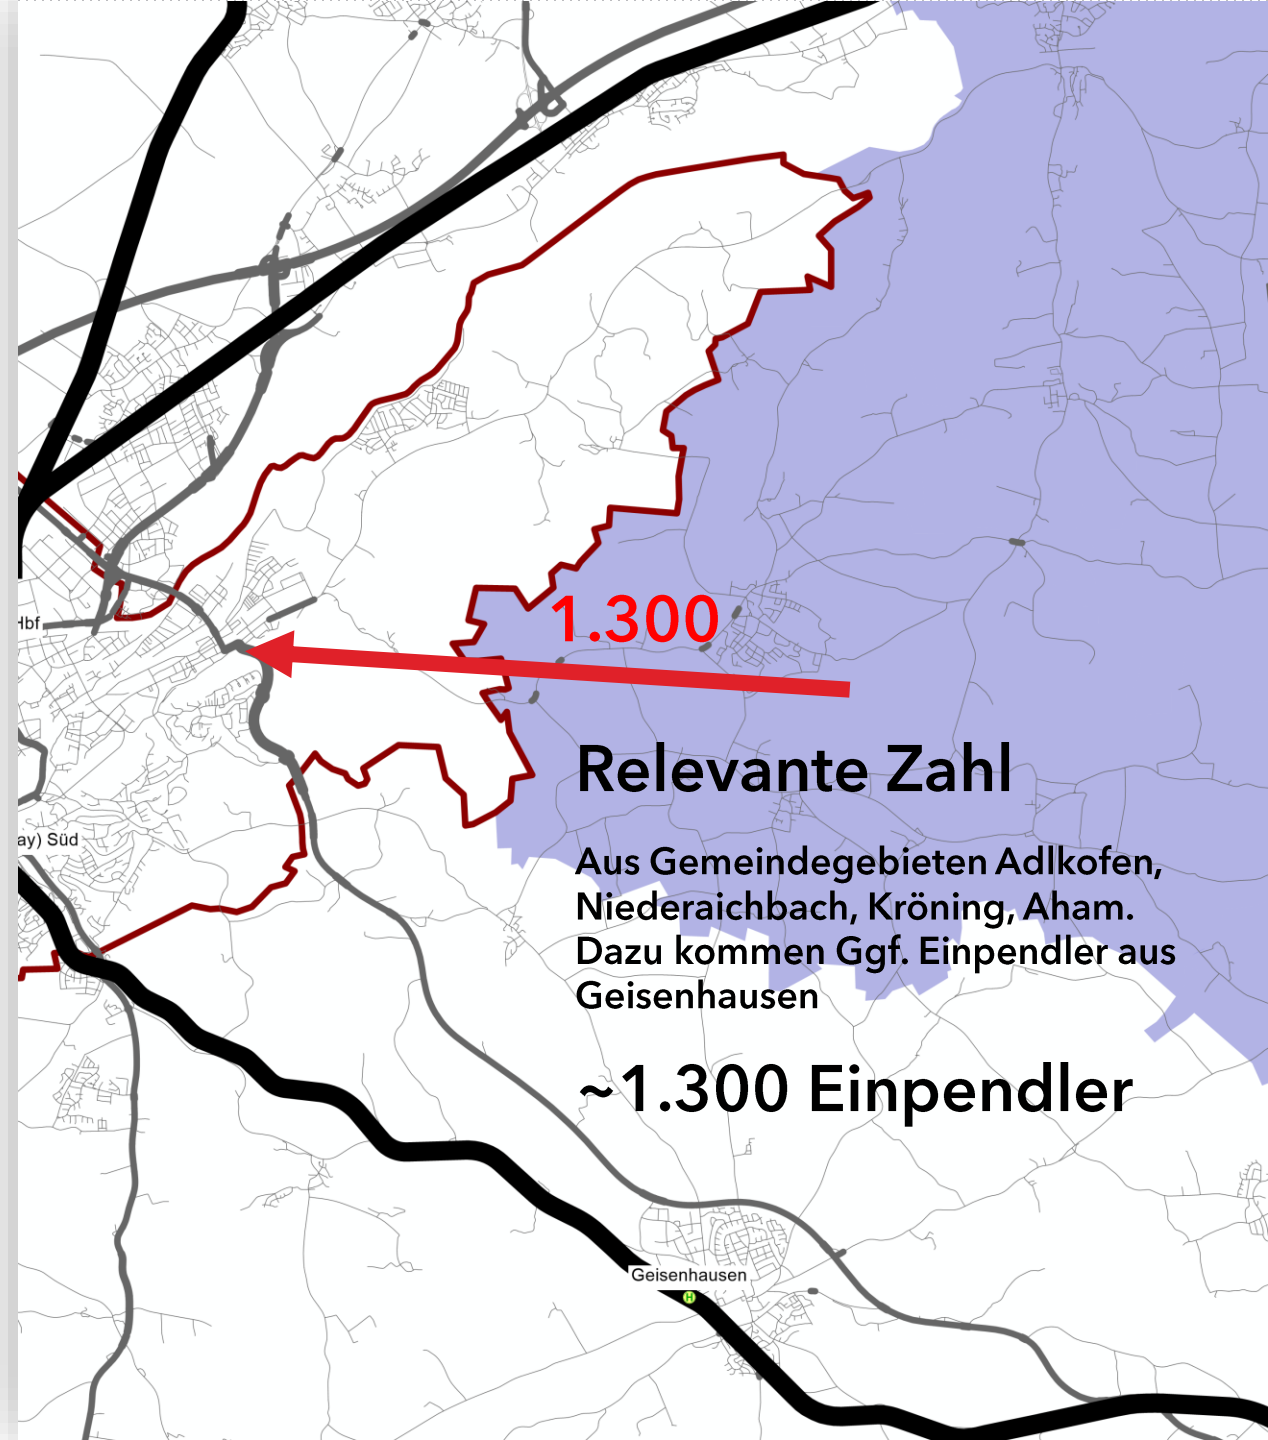 Hbf
1.300
Relevante Zahl
ay) Süd
Aus Gemeindegebieten Adlkofen,
Niederaichbach, Kröning, Aham.
Dazu kommen Ggf. Einpendler aus
Geisenhausen
~1.300 Einpendler
Geisenhausen
H